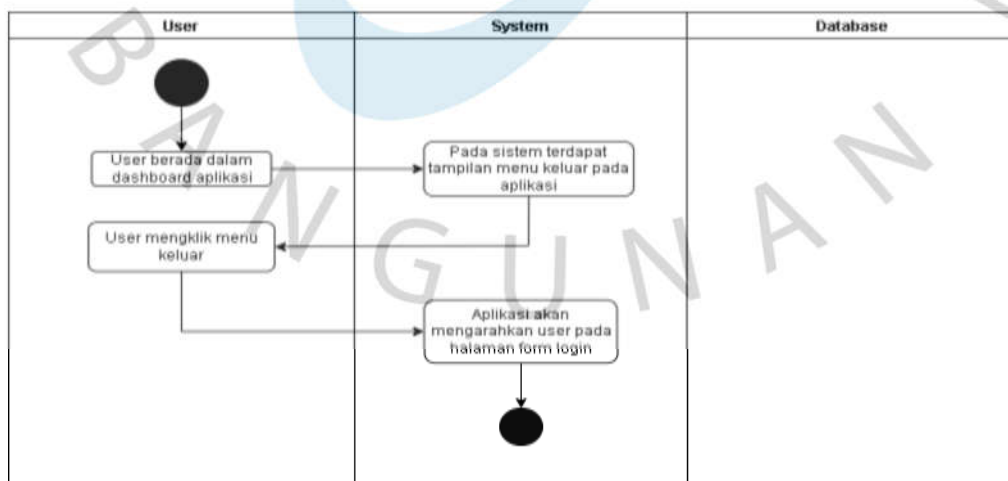 User
System
Database
User berada dalam
dashboard aplikasi
Pada sistem terdapat
tampilan menu keluar pada
aplikasi
User mengklik menu
keluar
Aplikasi akan
mengarahkan user pada
halaman form login
BANGUNAN